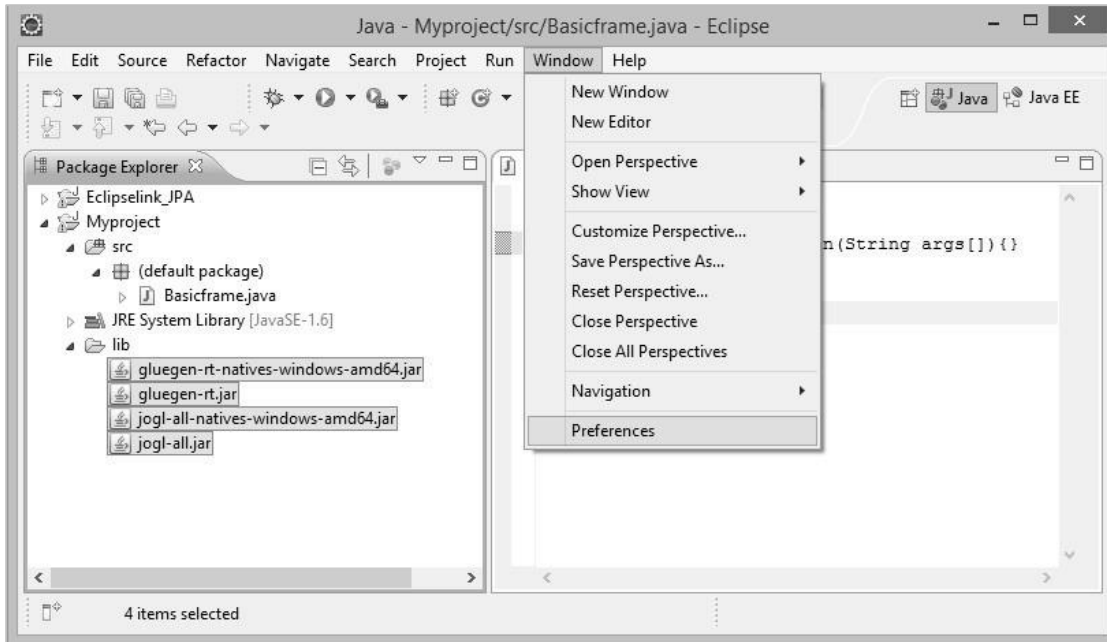 Java - Myproject/src/Basicframe.java - Eclipse
File Edit Source Refactor Navigate Search Project Run Window Help
Java Java EE
Package Explorer
Eclipselink_JPA
Myproject
src
(default package)
Basicframe.java
JRE System Library [JavaSE-1.6]
lib
gluegen-rt-natives-windows-amd64.jar
gluegen-rt.jar
jogl-all-natives-windows-amd64.jar
jogl-all.jar
New Window
New Editor
Open Perspective
Show View
Customize Perspective...
Save Perspective As...
Reset Perspective...
Close Perspective
Close All Perspectives
Navigation
Preferences
n(String args[]){}
4 items selected